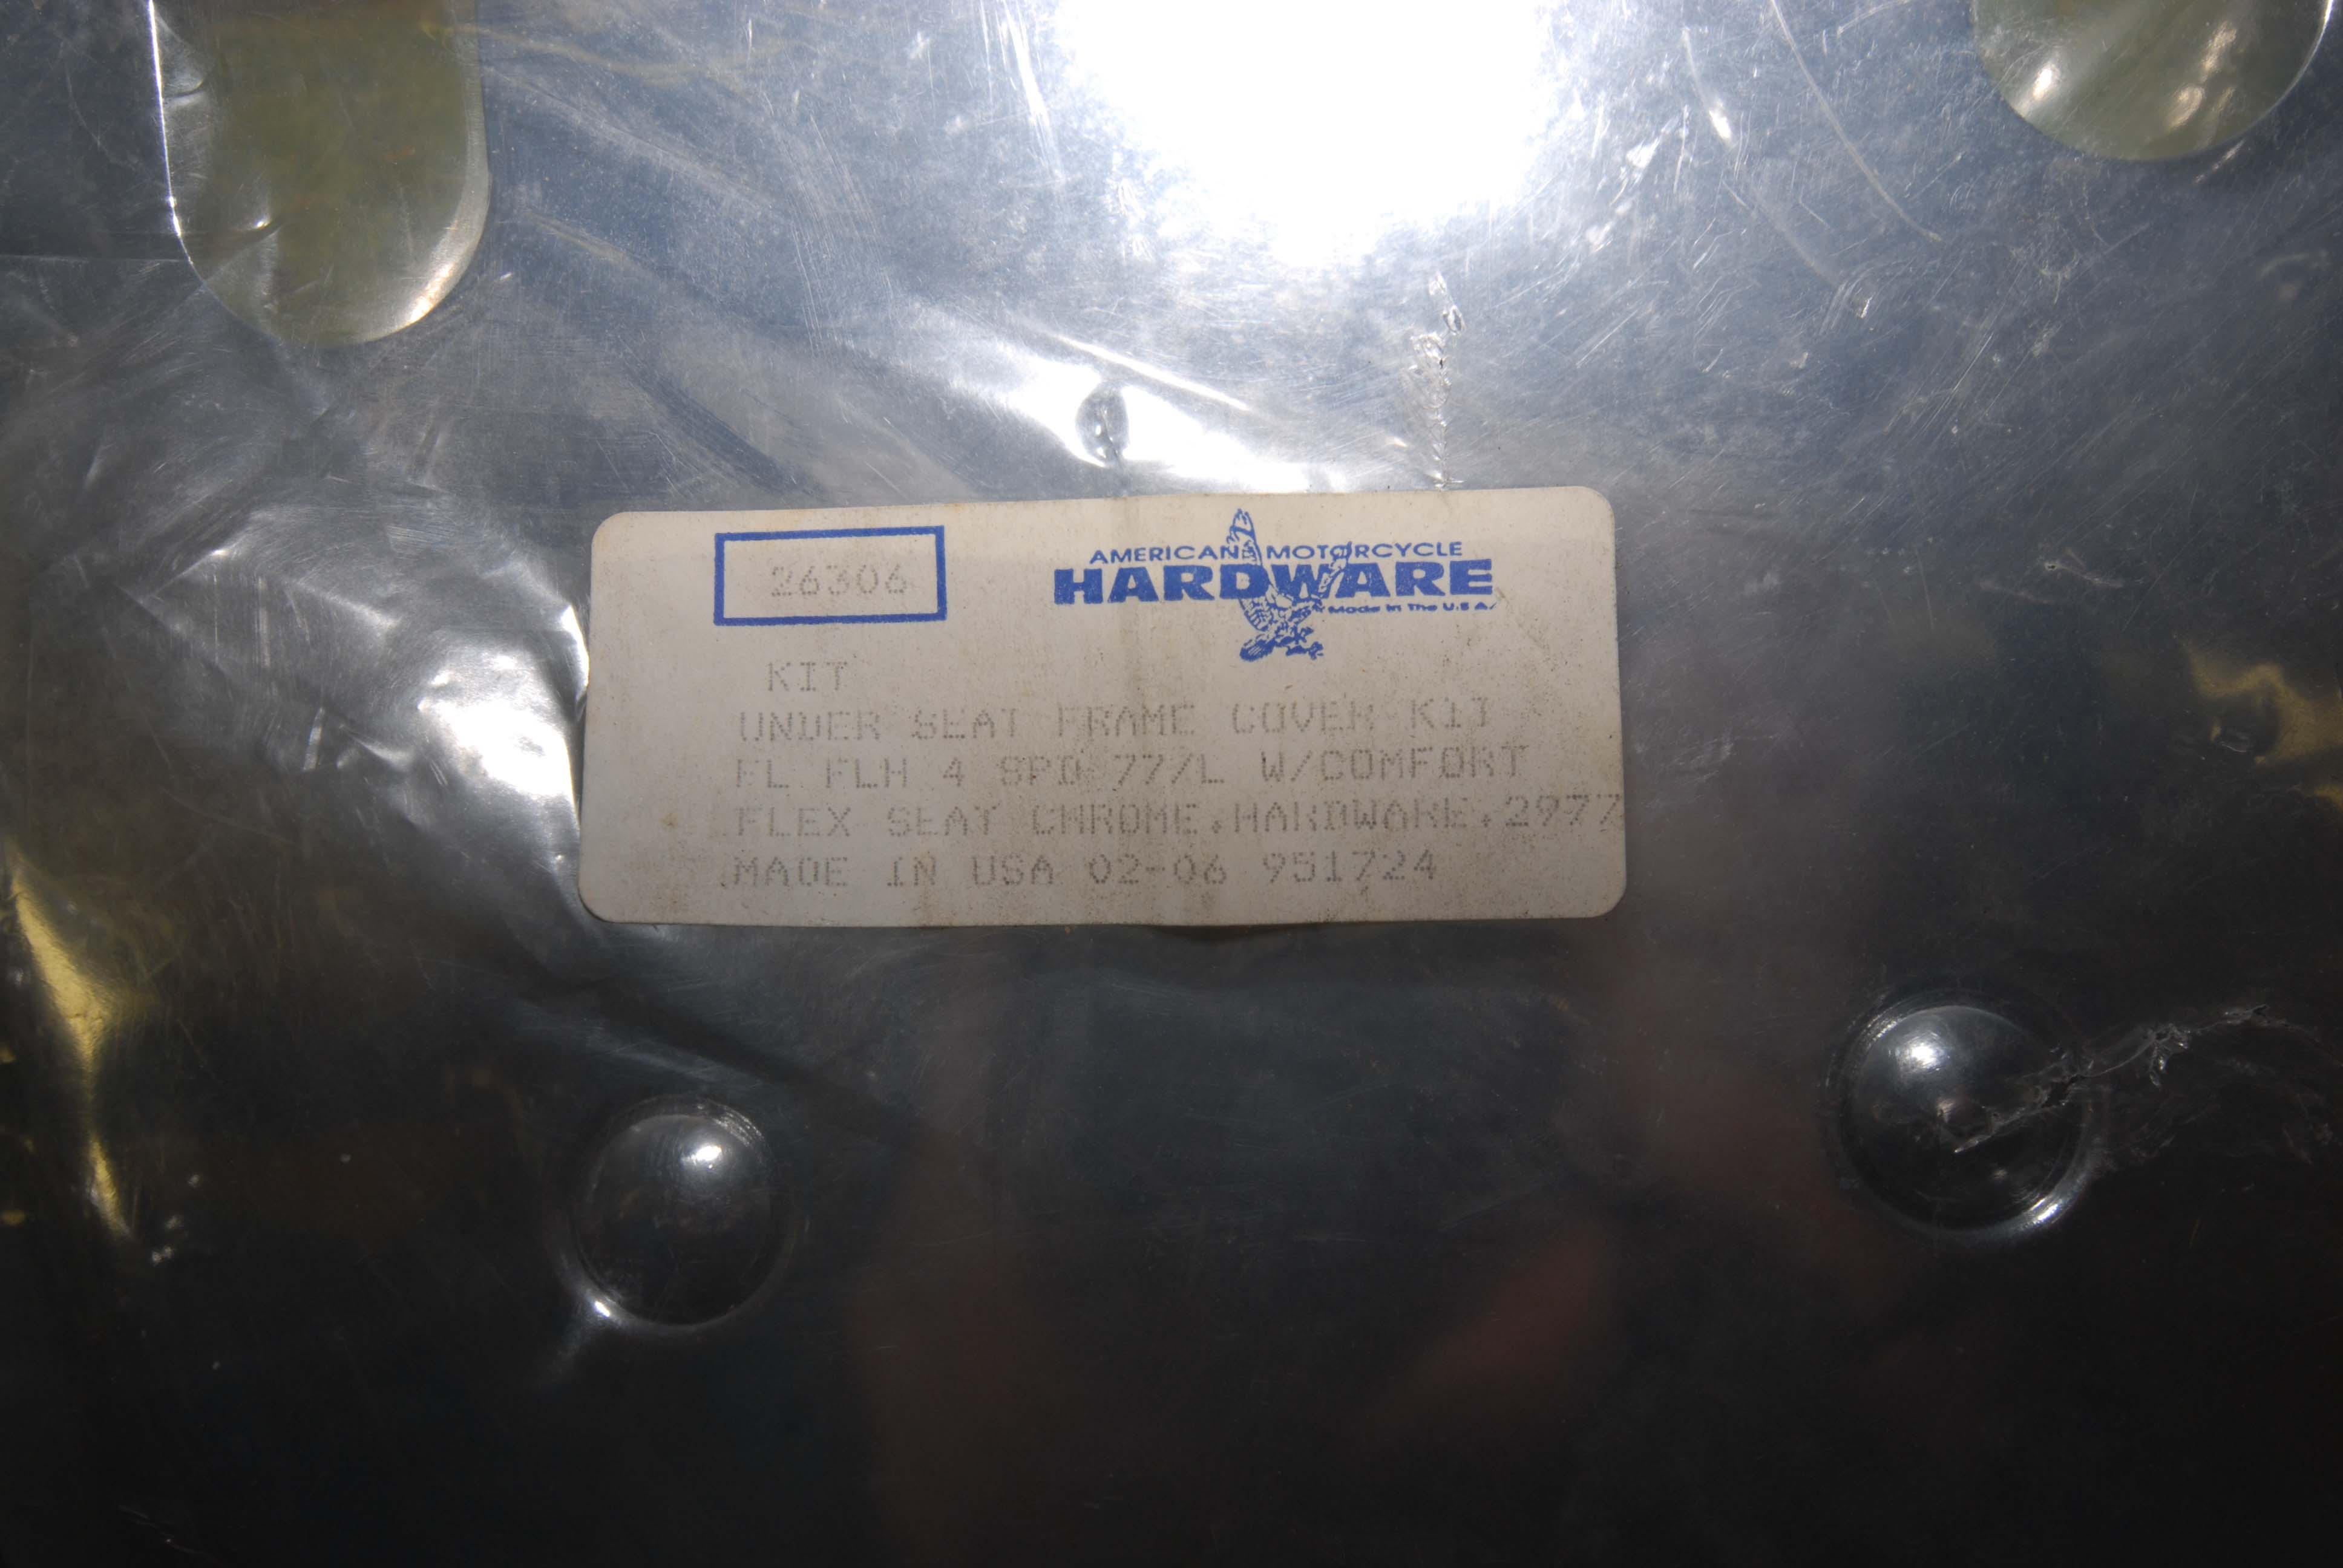 26306
AMERICAN MOTORCYCLE
HARDWARE
Made In The U.S.A.
KIT
UNDER SEAT FRAME COVER KIT
FL FLH 4 SPD 77/L W/COMFORT
FLEX SEAT CHROME.HARDWARE.2977
MADE IN USA 02-06 951724